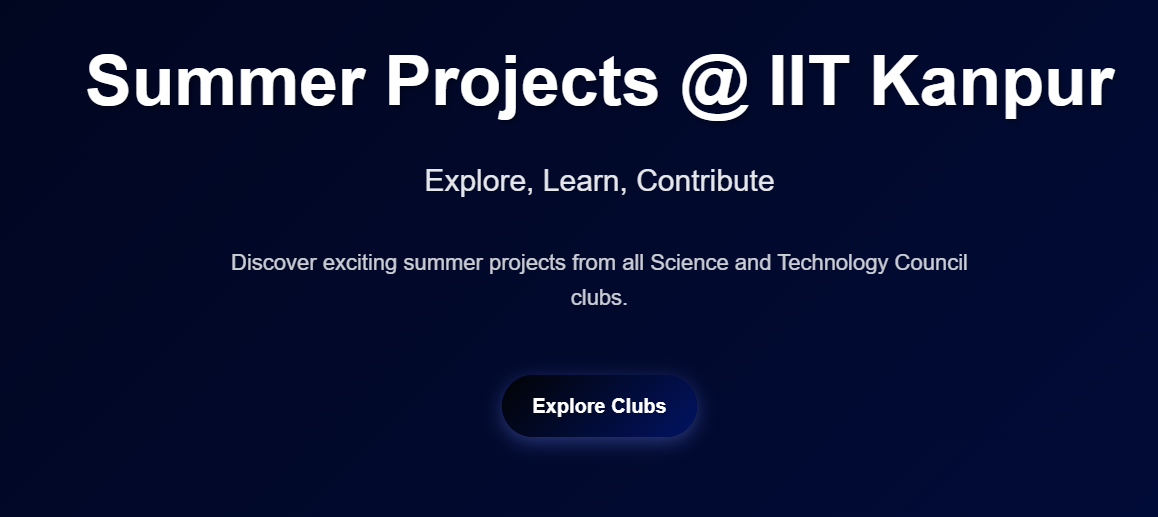 Summer Projects @ IIT Kanpur
Explore, Learn, Contribute
Discover exciting summer projects from all Science and Technology Council
clubs.
Explore Clubs